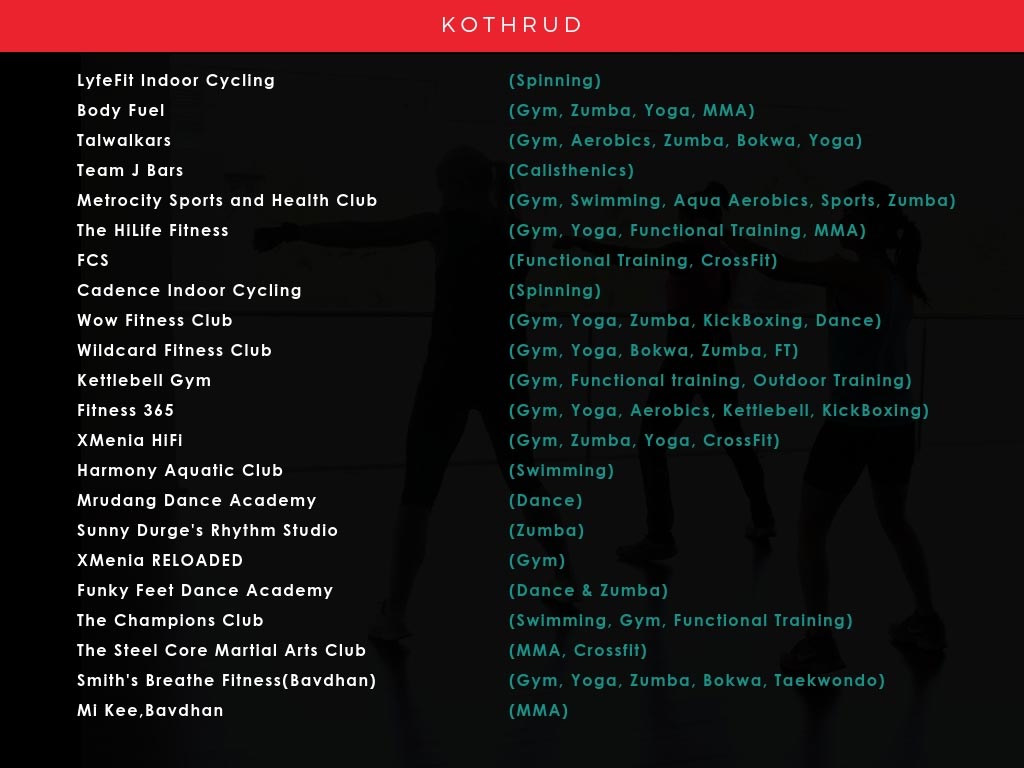 KOTHRUD
LyfeFit Indoor Cycling (Spinning)
Body Fuel (Gym, Zumba, Yoga, MMA)
Talwalkars (Gym, Aerobics, Zumba, Bokwa, Yoga)
Team J Bars (Calisthenics)
Metrocity Sports and Health Club (Gym, Swimming, Aqua Aerobics, Sports, Zumba)
The HiLife Fitness (Gym, Yoga, Functional Training, MMA)
FCS (Functional Training, CrossFit)
Cadence Indoor Cycling (Spinning)
Wow Fitness Club (Gym, Yoga, Zumba, KickBoxing, Dance)
Wildcard Fitness Club (Gym, Yoga, Bokwa, Zumba, FT)
Kettlebell Gym (Gym, Functional training, Outdoor Training)
Fitness 365 (Gym, Yoga, Aerobics, Kettlebell, KickBoxing)
XMenia HiFi (Gym, Zumba, Yoga, CrossFit)
Harmony Aquatic Club (Swimming)
Mrudang Dance Academy (Dance)
Sunny Durge's Rhythm Studio (Zumba)
XMenia RELOADED (Gym)
Funky Feet Dance Academy (Dance & Zumba)
The Champions Club (Swimming, Gym, Functional Training)
The Steel Core Martial Arts Club (MMA, Crossfit)
Smith's Breathe Fitness(Bavdhan) (Gym, Yoga, Zumba, Bokwa, Taekwondo)
Mi Kee,Bavdhan (MMA)